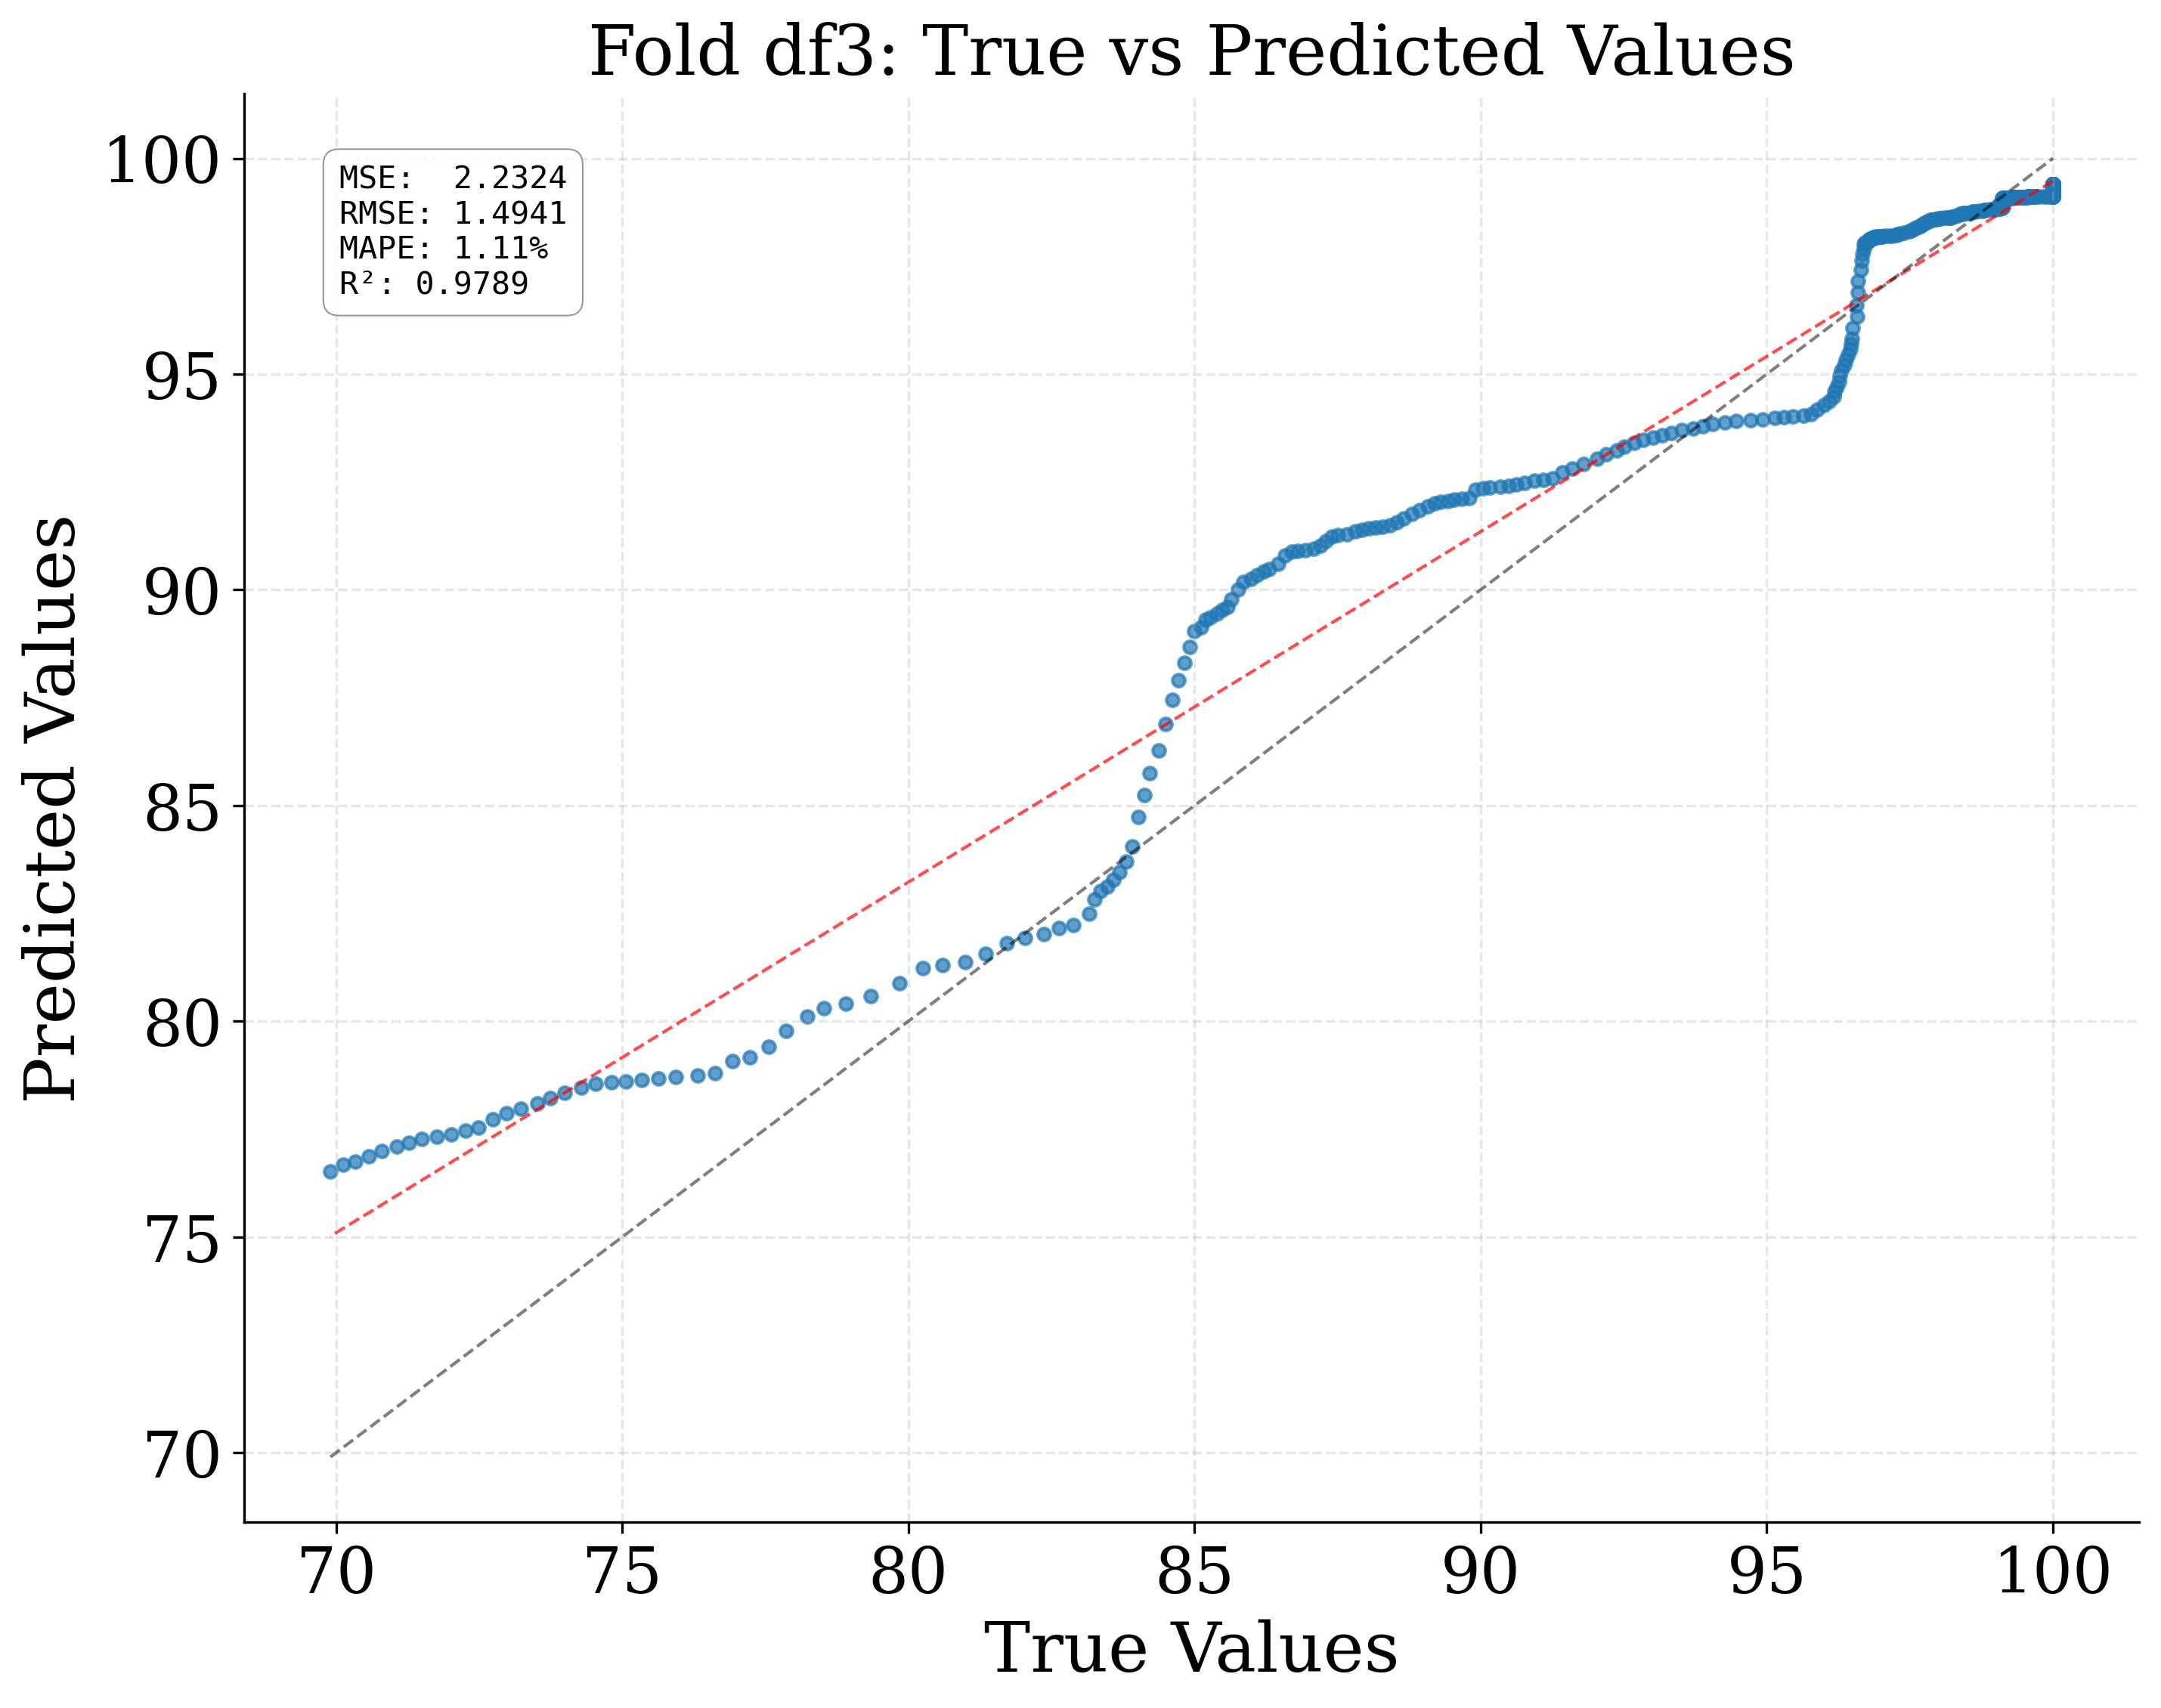 Fold df3: True vs Predicted Values
MSE:  2.2324
RMSE: 1.4941
MAPE: 1.11%
R²: 0.9789
Predicted Values
100
95
90
85
80
75
70
70 75 80 85 90 95 100
True Values